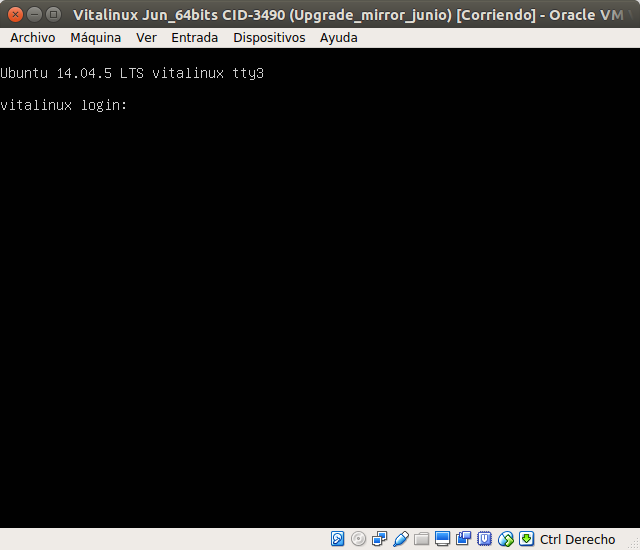 Vitalinux Jun_64bits CID-3490 (Upgrade_mirror_junio) [Corriendo] - Oracle VM
Archivo Máquina Ver Entrada Dispositivos Ayuda
Ubuntu 14.04.5 LTS vitalinux tty3
vitalinux login:
Ctrl Derecho